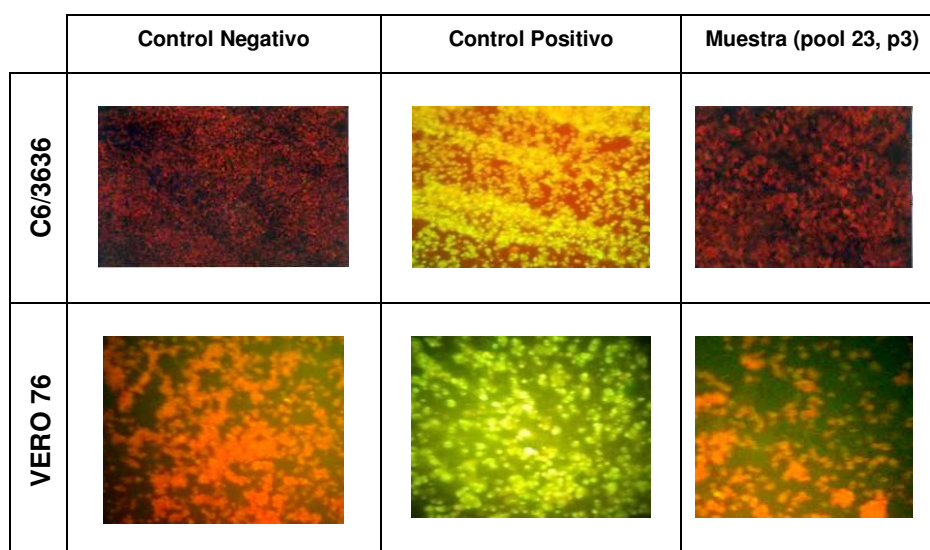 Control Negativo
Control Positivo
Muestra (pool 23, p3)
C6/3636
VERO 76